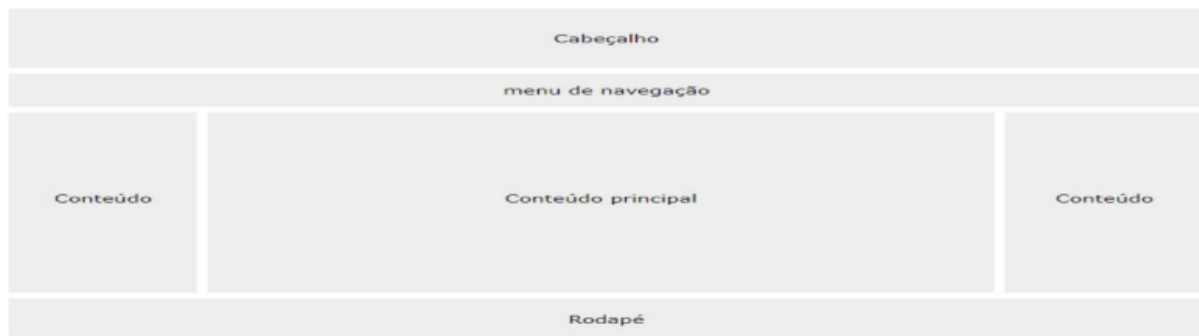 Cabeçalho
menu de navegação
Conteúdo
Conteúdo principal
Conteúdo
Rodapé